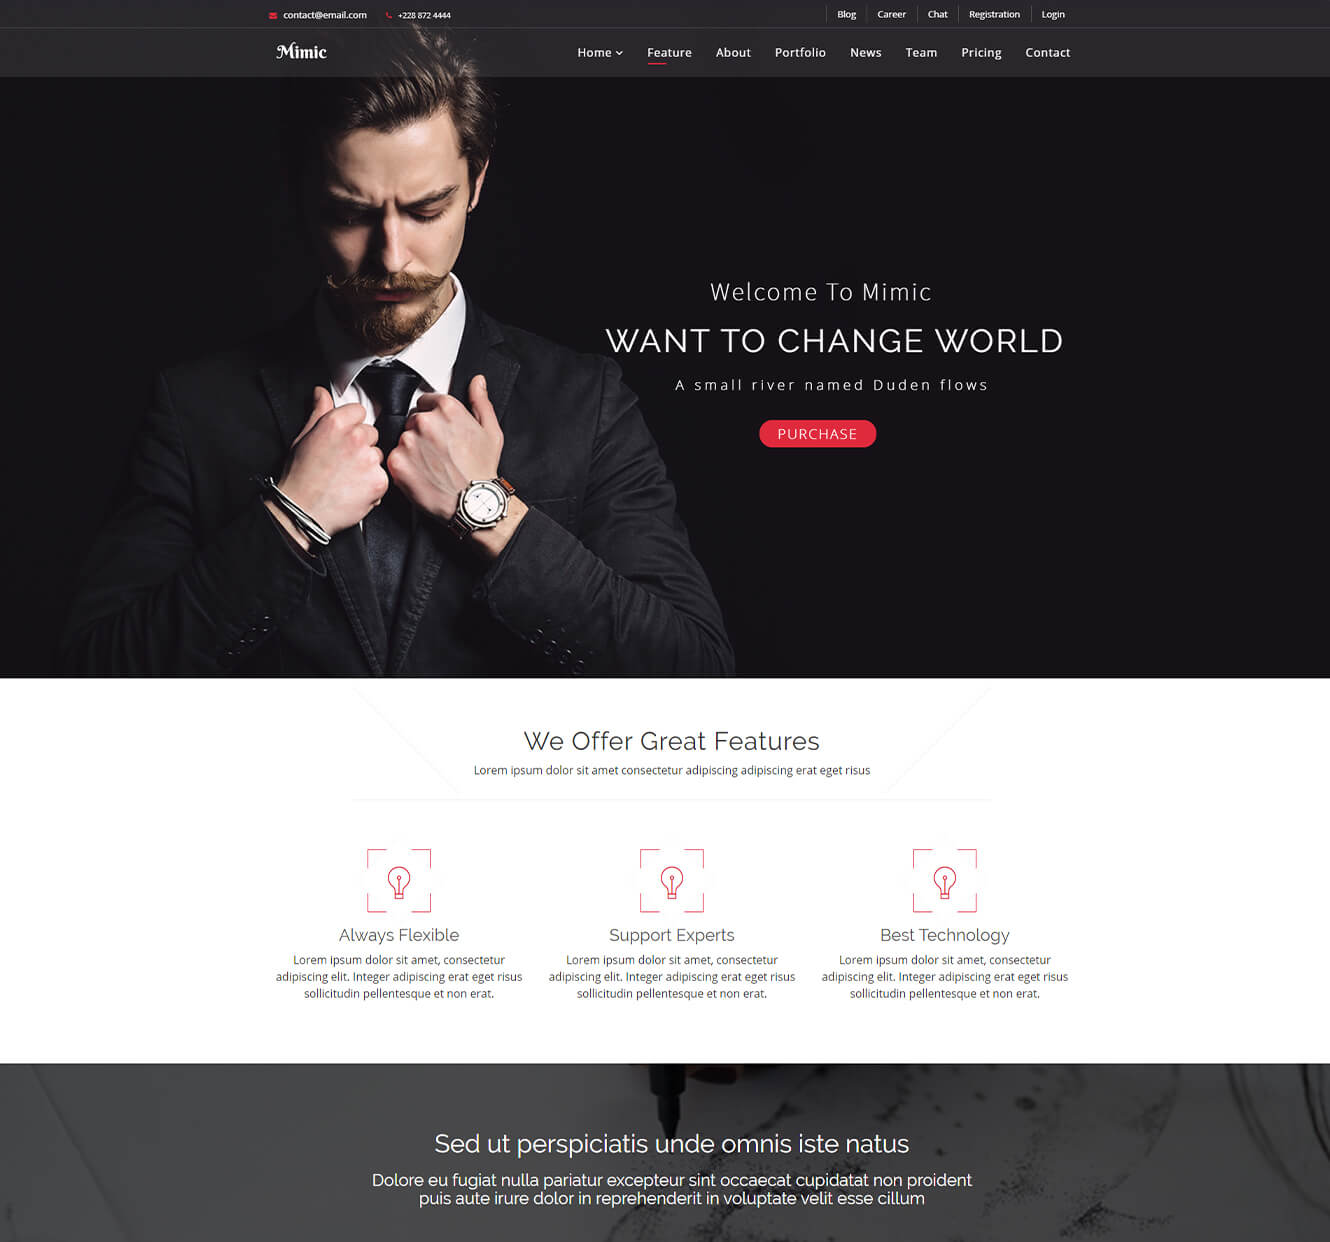 contact@email.com +228 872 4444 Blog Career Chat Registration Login
Mimic Home Feature About Portfolio News Team Pricing Contact
Welcome To Mimic
WANT TO CHANGE WORLD
A small river named Duden flows
PURCHASE
We Offer Great Features
Lorem ipsum dolor sit amet consectetur adipiscing adipiscing erat eget risus
Always Flexible
Lorem ipsum dolor sit amet, consectetur
adipiscing elit. Integer adipiscing erat eget risus
sollicitudin pellentesque et non erat.
Support Experts
Lorem ipsum dolor sit amet, consectetur
adipiscing elit. Integer adipiscing erat eget risus
sollicitudin pellentesque et non erat.
Best Technology
Lorem ipsum dolor sit amet, consectetur
adipiscing elit. Integer adipiscing erat eget risus
sollicitudin pellentesque et non erat.
Sed ut perspiciatis unde omnis iste natus
Dolore eu fugiat nulla pariatur excepteur sint occaecat cupidatat non proident
puis aute irure dolor in reprehenderit in voluptate velit esse cillum